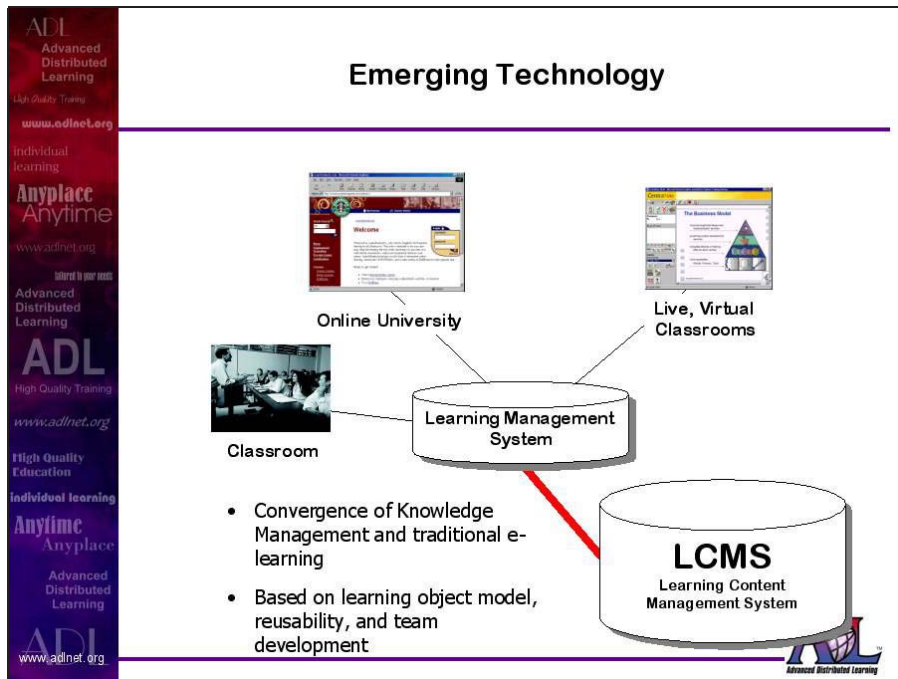 ADL
Advanced
Distributed
Learning
High Quality Training
www.adlnet.org
individual
learning
Anyplace
Anytime
www.adlnet.org
tailored to your needs
Advanced
Distributed
Learning
ADL
High Quality Training
www.adlnet.org
High Quality
Education
individual learning
Anytime
Anyplace
Advanced
Distributed
Learning
ADL
www.adlnet.org
Emerging Technology
Welcome
Centra
The Business Model
Online University
Live, Virtual
Classrooms
Classroom
Learning Management
System
• Convergence of Knowledge
Management and traditional e-
learning
• Based on learning object model,
reusability, and team
development
LCMS
Learning Content
Management System
ADL
TM
Advanced Distributed Learning